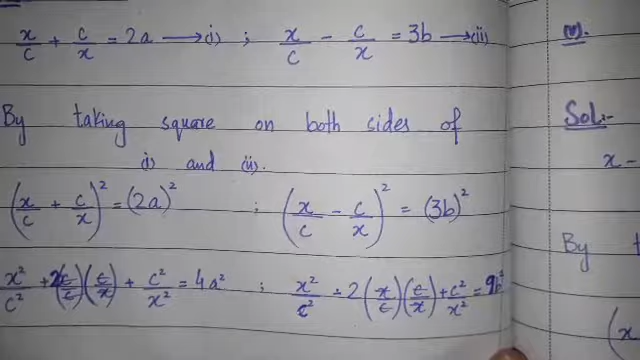 x/c + c/x = 2a → (i) ; x/c - c/x = 3b → (ii)
By taking square on both sides of
(i) and (ii).
(x/c + c/x)² = (2a)² ; (x/c - c/x)² = (3b)²
x²/c² + 2(x/c)(c/x) + c²/x² = 4a² ; x²/c² - 2(x/c)(c/x) + c²/x² = 9b²
(v).
Sol:-
x -
By t
(x